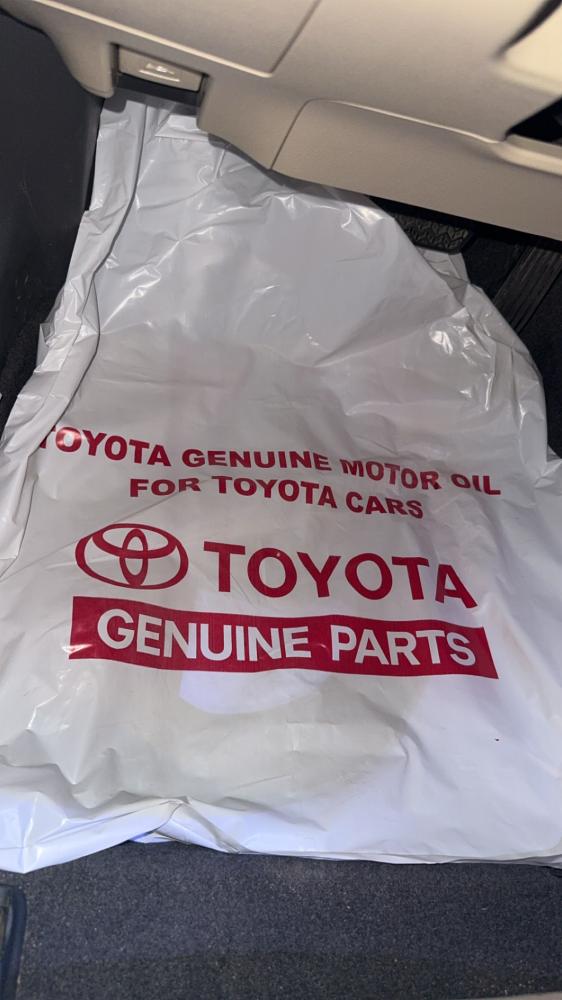 TOYOTA GENUINE MOTOR OIL
FOR TOYOTA CARS
TOYOTA
GENUINE PARTS